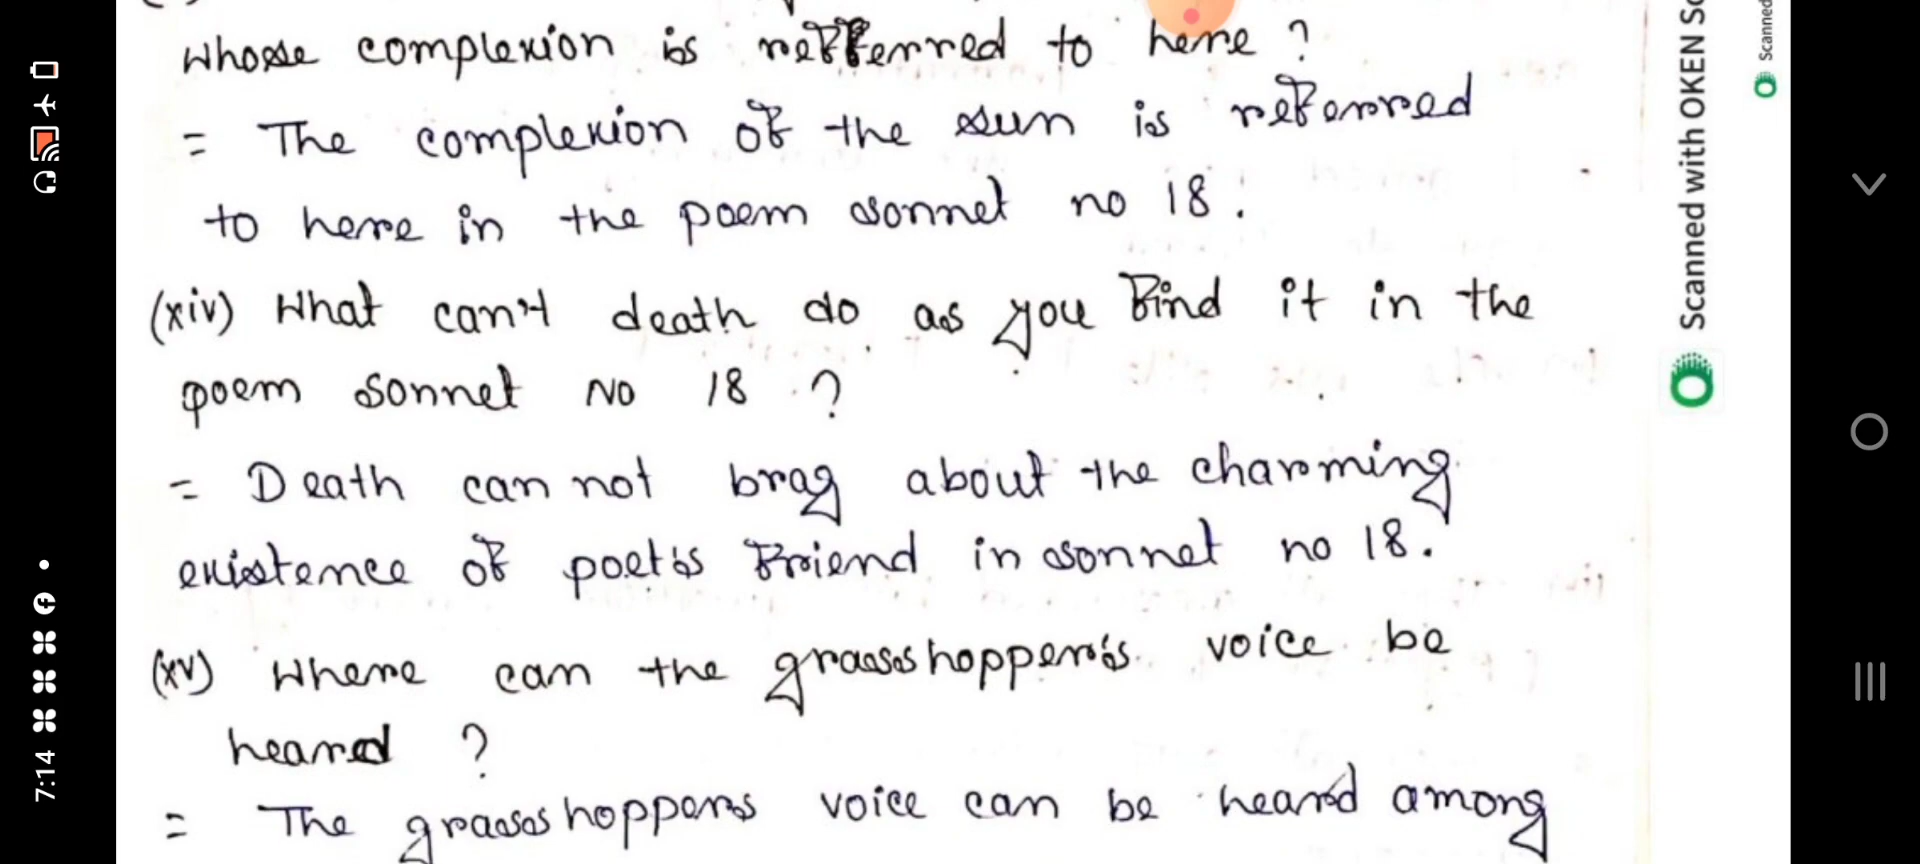 whose complexion is referred to here ?
= The complexion of the sun is referred
to here in the poem sonnet no 18.
(xiv) What can't death do as you find it in the
poem sonnet No 18 ?
= Death can not brag about the charming
existence of poet's friend in sonnet no 18.
(xv) Where can the grasshopper's voice be
heard ?
= The grasshoppers voice can be heard among
Scanned with OKEN Sc
Scanned
7:14